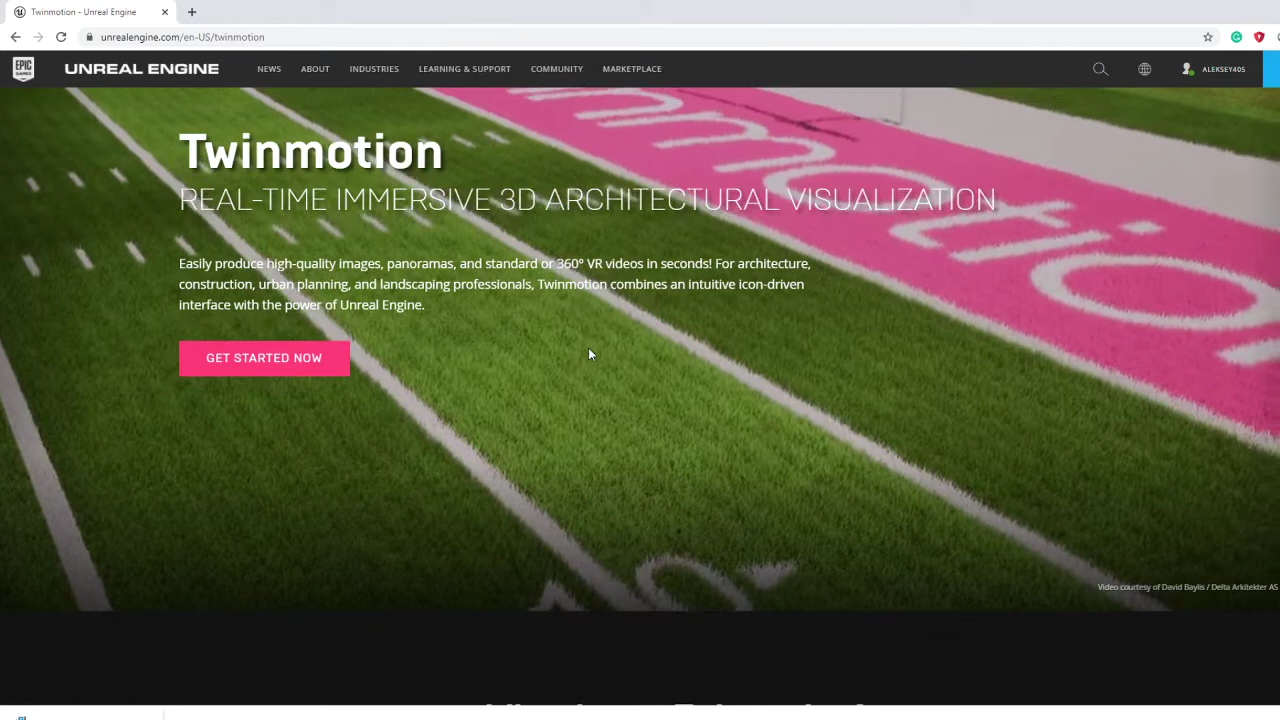 Twinmotion - Unreal Engine
unrealengine.com/en-US/twinmotion
EPIC GAMES
UNREAL ENGINE
NEWS
ABOUT
INDUSTRIES
LEARNING & SUPPORT
COMMUNITY
MARKETPLACE
ALEKSEY405
Twinmotion
REAL-TIME IMMERSIVE 3D ARCHITECTURAL VISUALIZATION
Easily produce high-quality images, panoramas, and standard or 360° VR videos in seconds! For architecture,
construction, urban planning, and landscaping professionals, Twinmotion combines an intuitive icon-driven
interface with the power of Unreal Engine.
GET STARTED NOW
Video courtesy of David Baylis / Delta Arkitekter AS